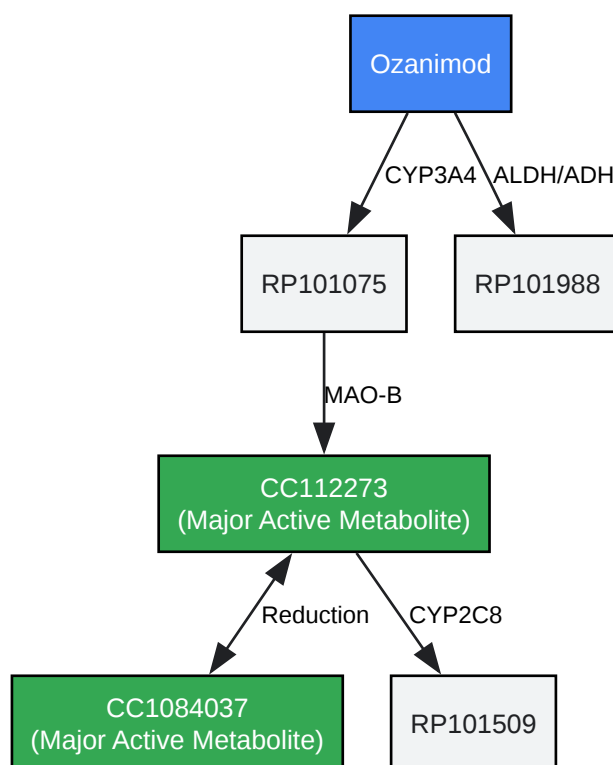 Ozanimod
CYP3A4
ALDH/ADH
RP101075
RP101988
MAO-B
CC112273
(Major Active Metabolite)
Reduction
CYP2C8
CC1084037
(Major Active Metabolite)
RP101509